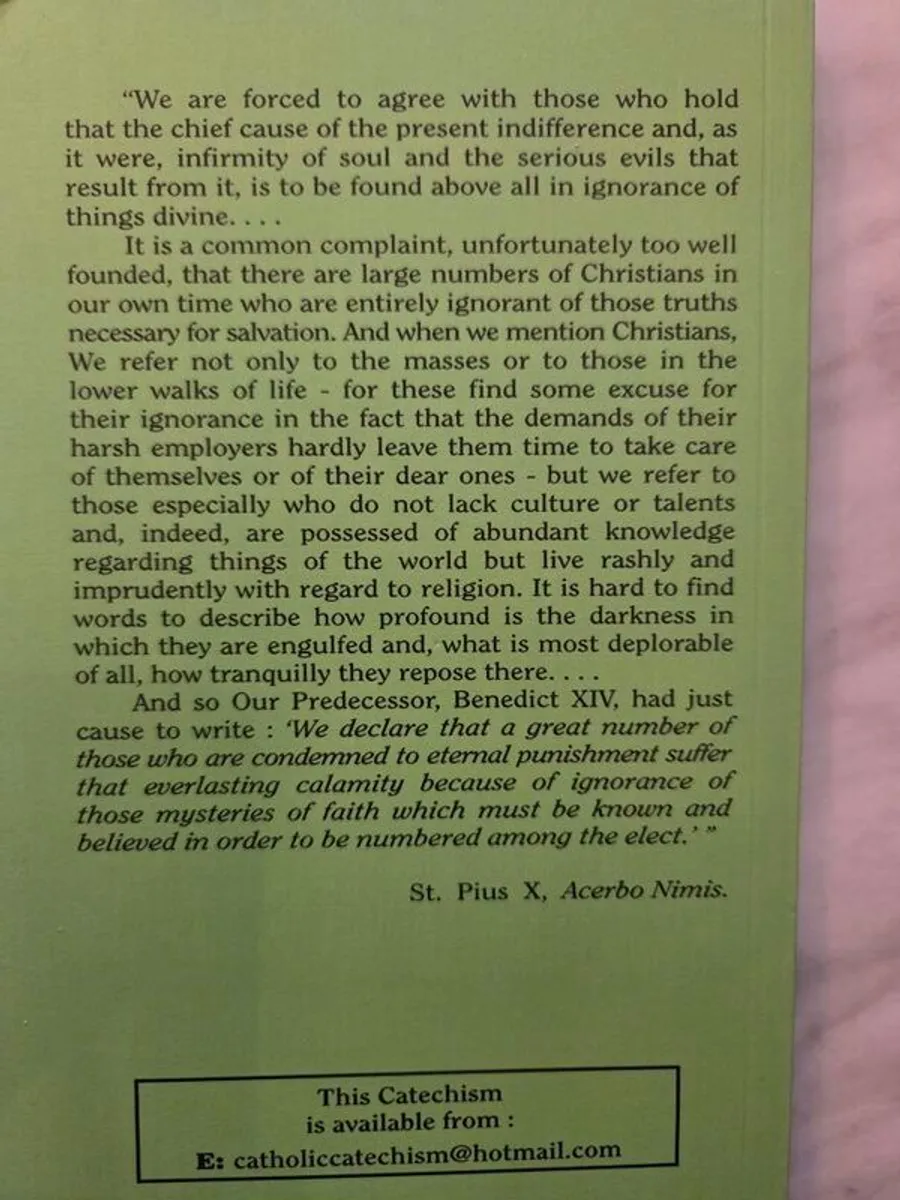 “We are forced to agree with those who hold
that the chief cause of the present indifference and, as
it were, infirmity of soul and the serious evils that
result from it, is to be found above all in ignorance of
things divine. . . .
It is a common complaint, unfortunately too well
founded, that there are large numbers of Christians in
our own time who are entirely ignorant of those truths
necessary for salvation. And when we mention Christians,
We refer not only to the masses or to those in the
lower walks of life - for these find some excuse for
their ignorance in the fact that the demands of their
harsh employers hardly leave them time to take care
of themselves or of their dear ones - but we refer to
those especially who do not lack culture or talents
and, indeed, are possessed of abundant knowledge
regarding things of the world but live rashly and
imprudently with regard to religion. It is hard to find
words to describe how profound is the darkness in
which they are engulfed and, what is most deplorable
of all, how tranquilly they repose there. . . .
And so Our Predecessor, Benedict XIV, had just
cause to write : ‘We declare that a great number of
those who are condemned to eternal punishment suffer
that everlasting calamity because of ignorance of
those mysteries of faith which must be known and
believed in order to be numbered among the elect.’ ”
St. Pius X, Acerbo Nimis.
This Catechism
is available from :
E: catholiccatechism@hotmail.com